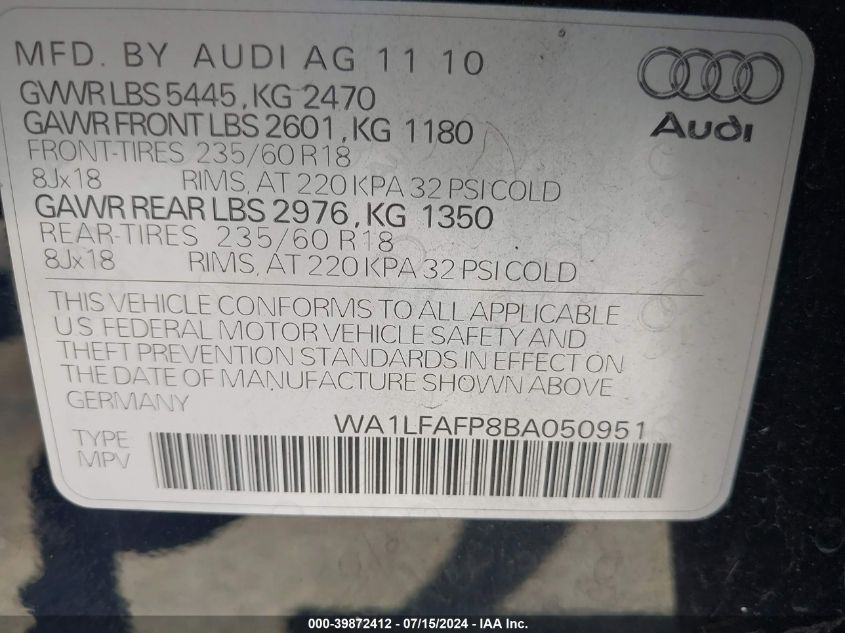 MFD. BY AUDI AG 11 10
GVWR LBS 5445, KG 2470
GAWR FRONT LBS 2601, KG 1180
FRONT-TIRES 235/60 R18
8Jx18 RIMS, AT 220 KPA 32 PSI COLD
GAWR REAR LBS 2976, KG 1350
REAR-TIRES 235/60 R18
8Jx18 RIMS, AT 220 KPA 32 PSI COLD
Audi
THIS VEHICLE CONFORMS TO ALL APPLICABLE
U.S. FEDERAL MOTOR VEHICLE SAFETY AND
THEFT PREVENTION STANDARDS IN EFFECT ON
THE DATE OF MANUFACTURE SHOWN ABOVE
GERMANY
WA1LFAFP8BA050951
TYPE
MPV
000-39872412 - 07/15/2024 - IAA Inc.